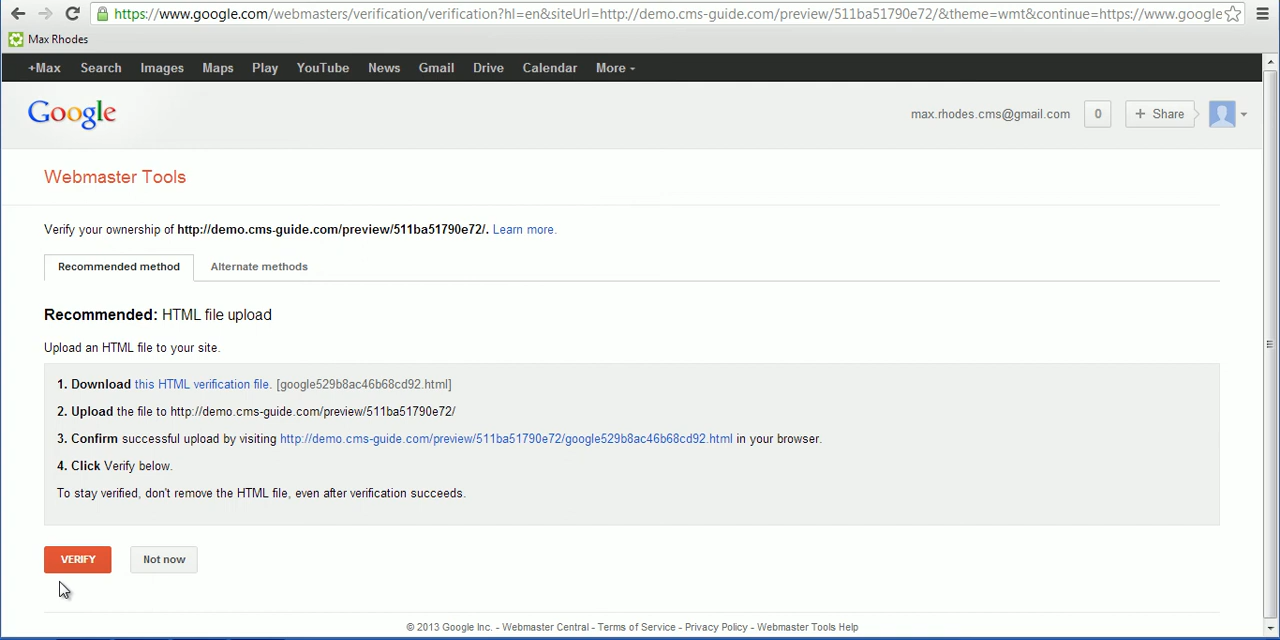 https://www.google.com/webmasters/verification/verification?hl=en&siteUrl=http://demo.cms-guide.com/preview/511ba51790e72/&theme=wmt&continue=https://www.google
Max Rhodes
+Max Search Images Maps Play YouTube News Gmail Drive Calendar More
Google max.rhodes.cms@gmail.com 0 + Share
Webmaster Tools
Verify your ownership of http://demo.cms-guide.com/preview/511ba51790e72/. Learn more.
Recommended method Alternate methods
Recommended: HTML file upload
Upload an HTML file to your site.
1. Download this HTML verification file. [google529b8ac46b68cd92.html]
2. Upload the file to http://demo.cms-guide.com/preview/511ba51790e72/
3. Confirm successful upload by visiting http://demo.cms-guide.com/preview/511ba51790e72/google529b8ac46b68cd92.html in your browser.
4. Click Verify below.
To stay verified, don't remove the HTML file, even after verification succeeds.
VERIFY Not now
© 2013 Google Inc. - Webmaster Central - Terms of Service - Privacy Policy - Webmaster Tools Help